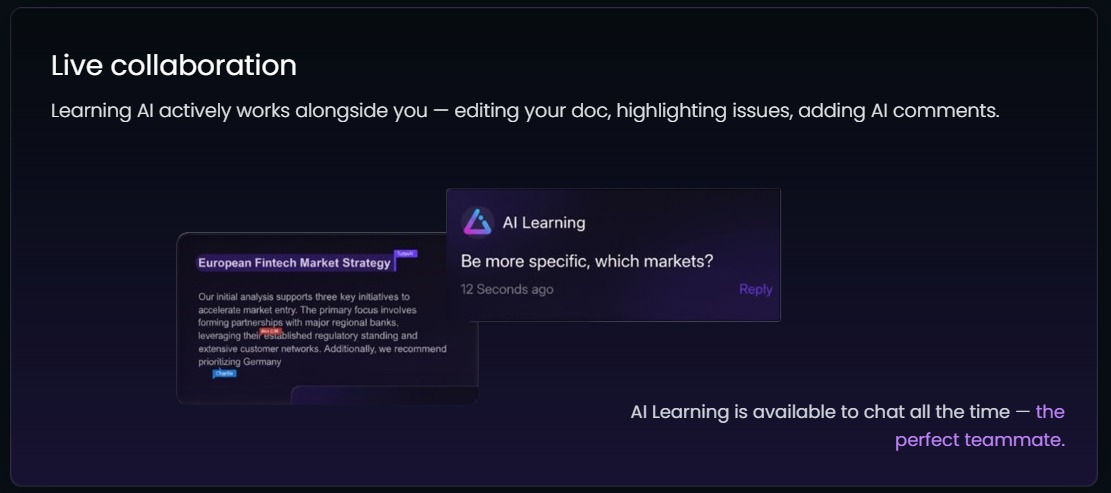 Live collaboration
Learning AI actively works alongside you — editing your doc, highlighting issues, adding AI comments.
AI Learning
Be more specific, which markets?
12 Seconds ago
Reply
European Fintech Market Strategy
Our initial analysis supports three key initiatives to
accelerate market entry. The primary focus involves
forming partnerships with major regional banks,
leveraging their established regulatory standing and
extensive customer networks. Additionally, we recommend
prioritizing Germany
Charlie
AI Learning is available to chat all the time — the
perfect teammate.